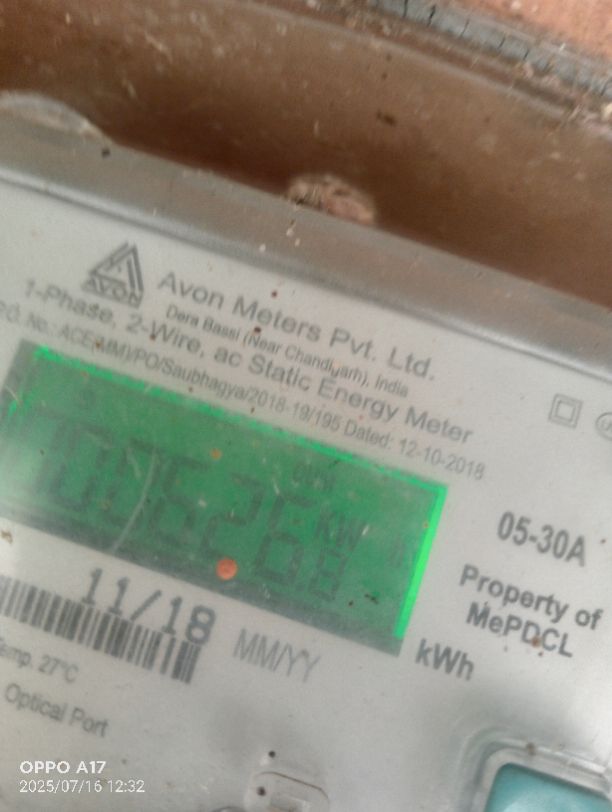 AVON
Avon Meters Pvt. Ltd.
Dera Bassi (Near Chandigarh), India
1-Phase, 2-Wire, ac Static Energy Meter
No.: ACE(MM)/PO/Saubhagya/2018-19/195 Dated: 12-10-2018
kW
05-30A
Property of
MePDCL
kWh
11/18
MM/YY
Temp. 27°C
Optical Port
OPPO A17
2025/07/16 12:32